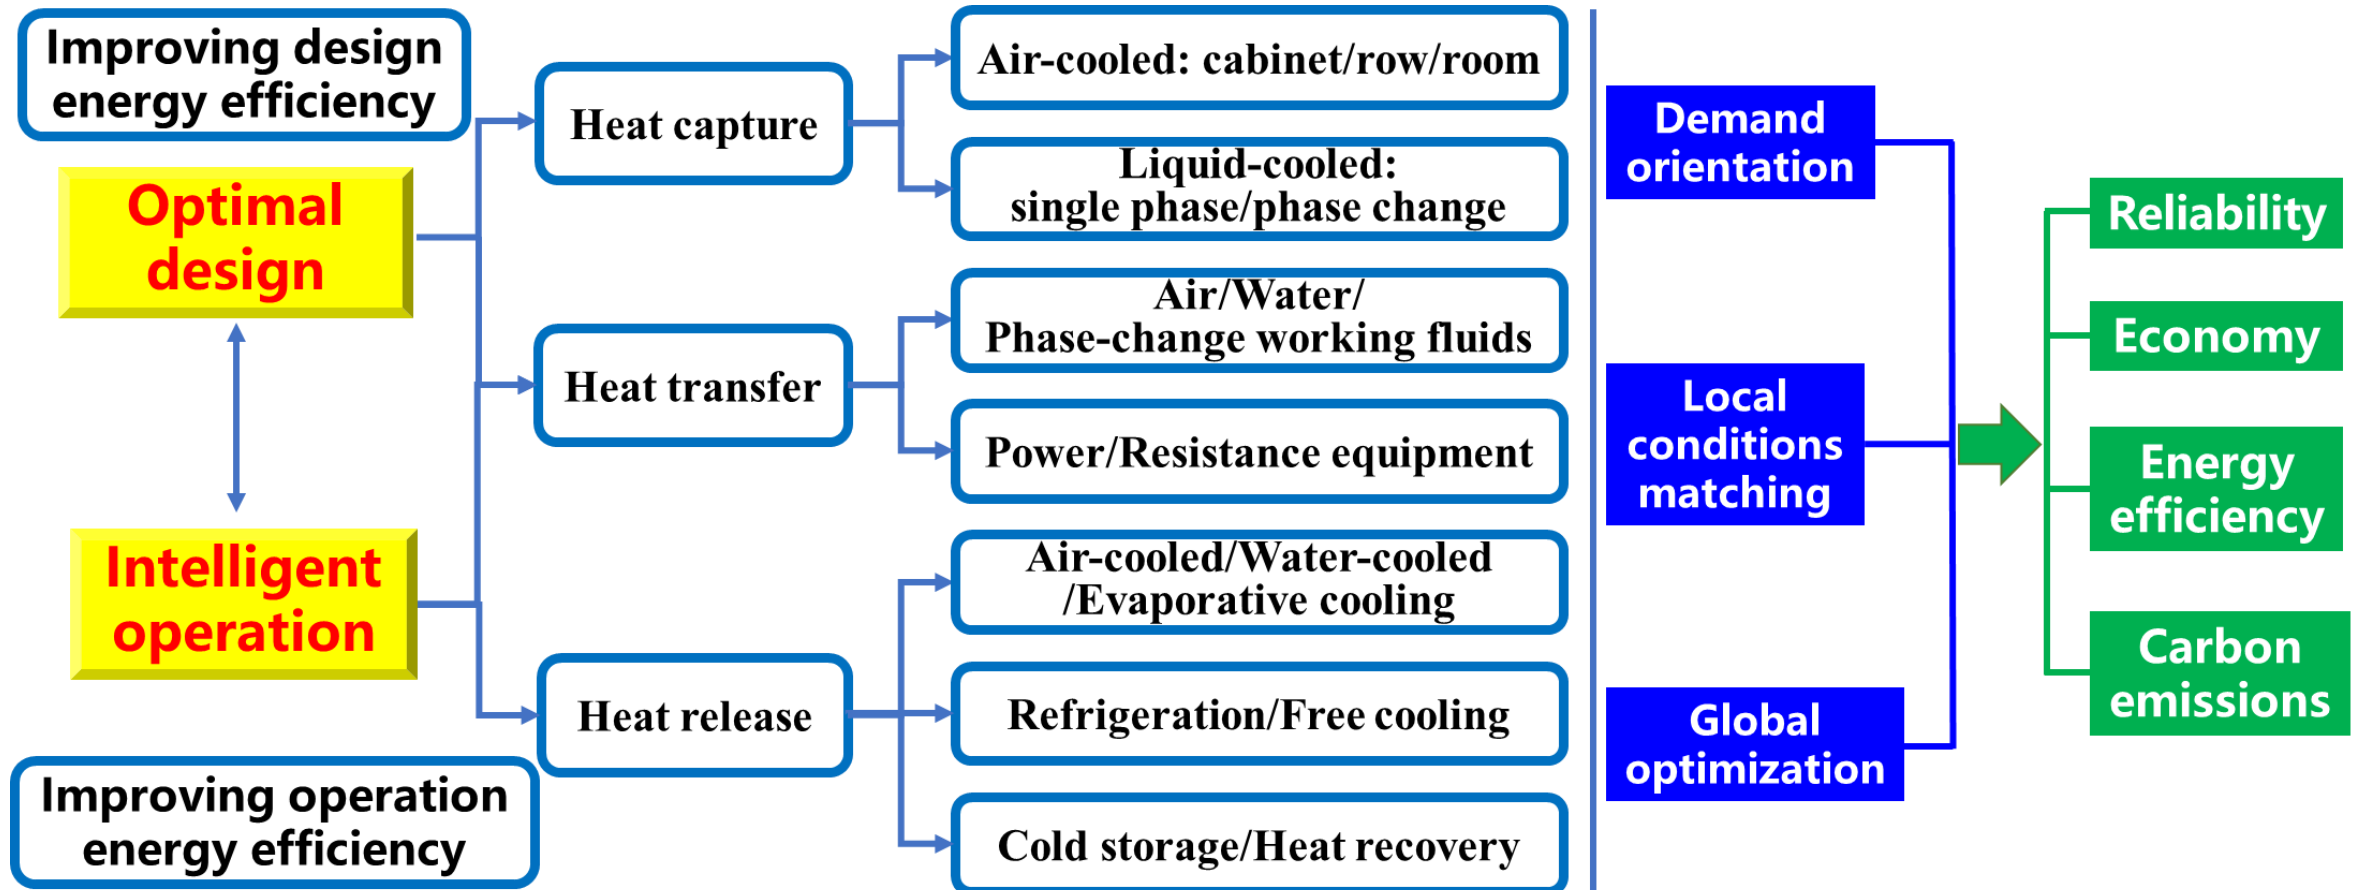 Improving design
energy efficiency
Optimal
design
Intelligent
operation
Improving operation
energy efficiency
Heat capture
Heat transfer
Heat release
Air-cooled: cabinet/row/room
Liquid-cooled:
single phase/phase change
Air/Water/
Phase-change working fluids
Power/Resistance equipment
Air-cooled/Water-cooled
/Evaporative cooling
Refrigeration/Free cooling
Cold storage/Heat recovery
Demand
orientation
Local
conditions
matching
Global
optimization
Reliability
Economy
Energy
efficiency
Carbon
emissions